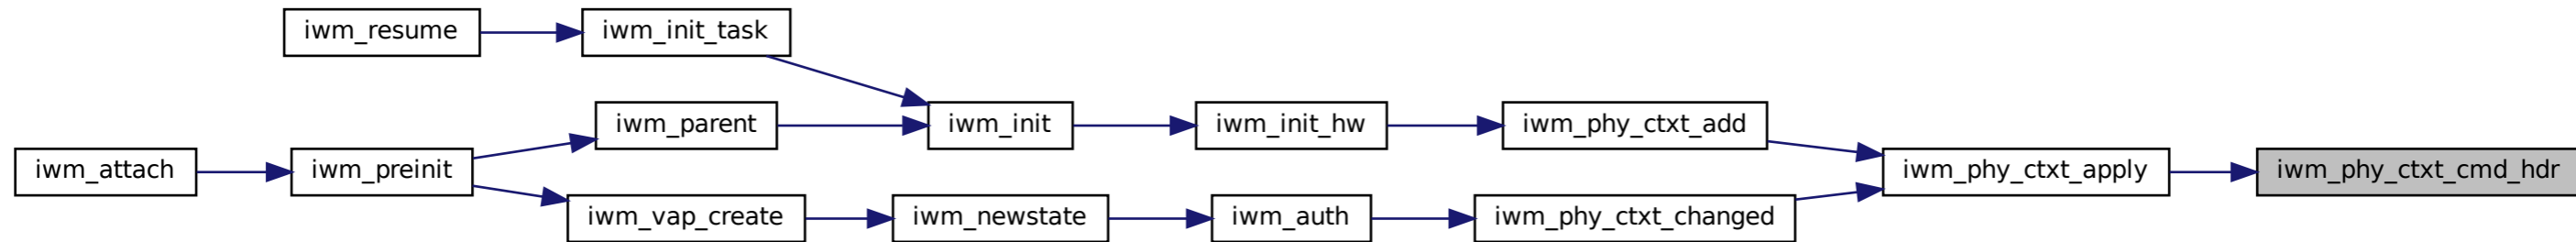 iwm_resume
iwm_init_task
iwm_parent
iwm_init
iwm_init_hw
iwm_phy_ctxt_add
iwm_attach
iwm_preinit
iwm_phy_ctxt_apply
iwm_phy_ctxt_cmd_hdr
iwm_vap_create
iwm_newstate
iwm_auth
iwm_phy_ctxt_changed